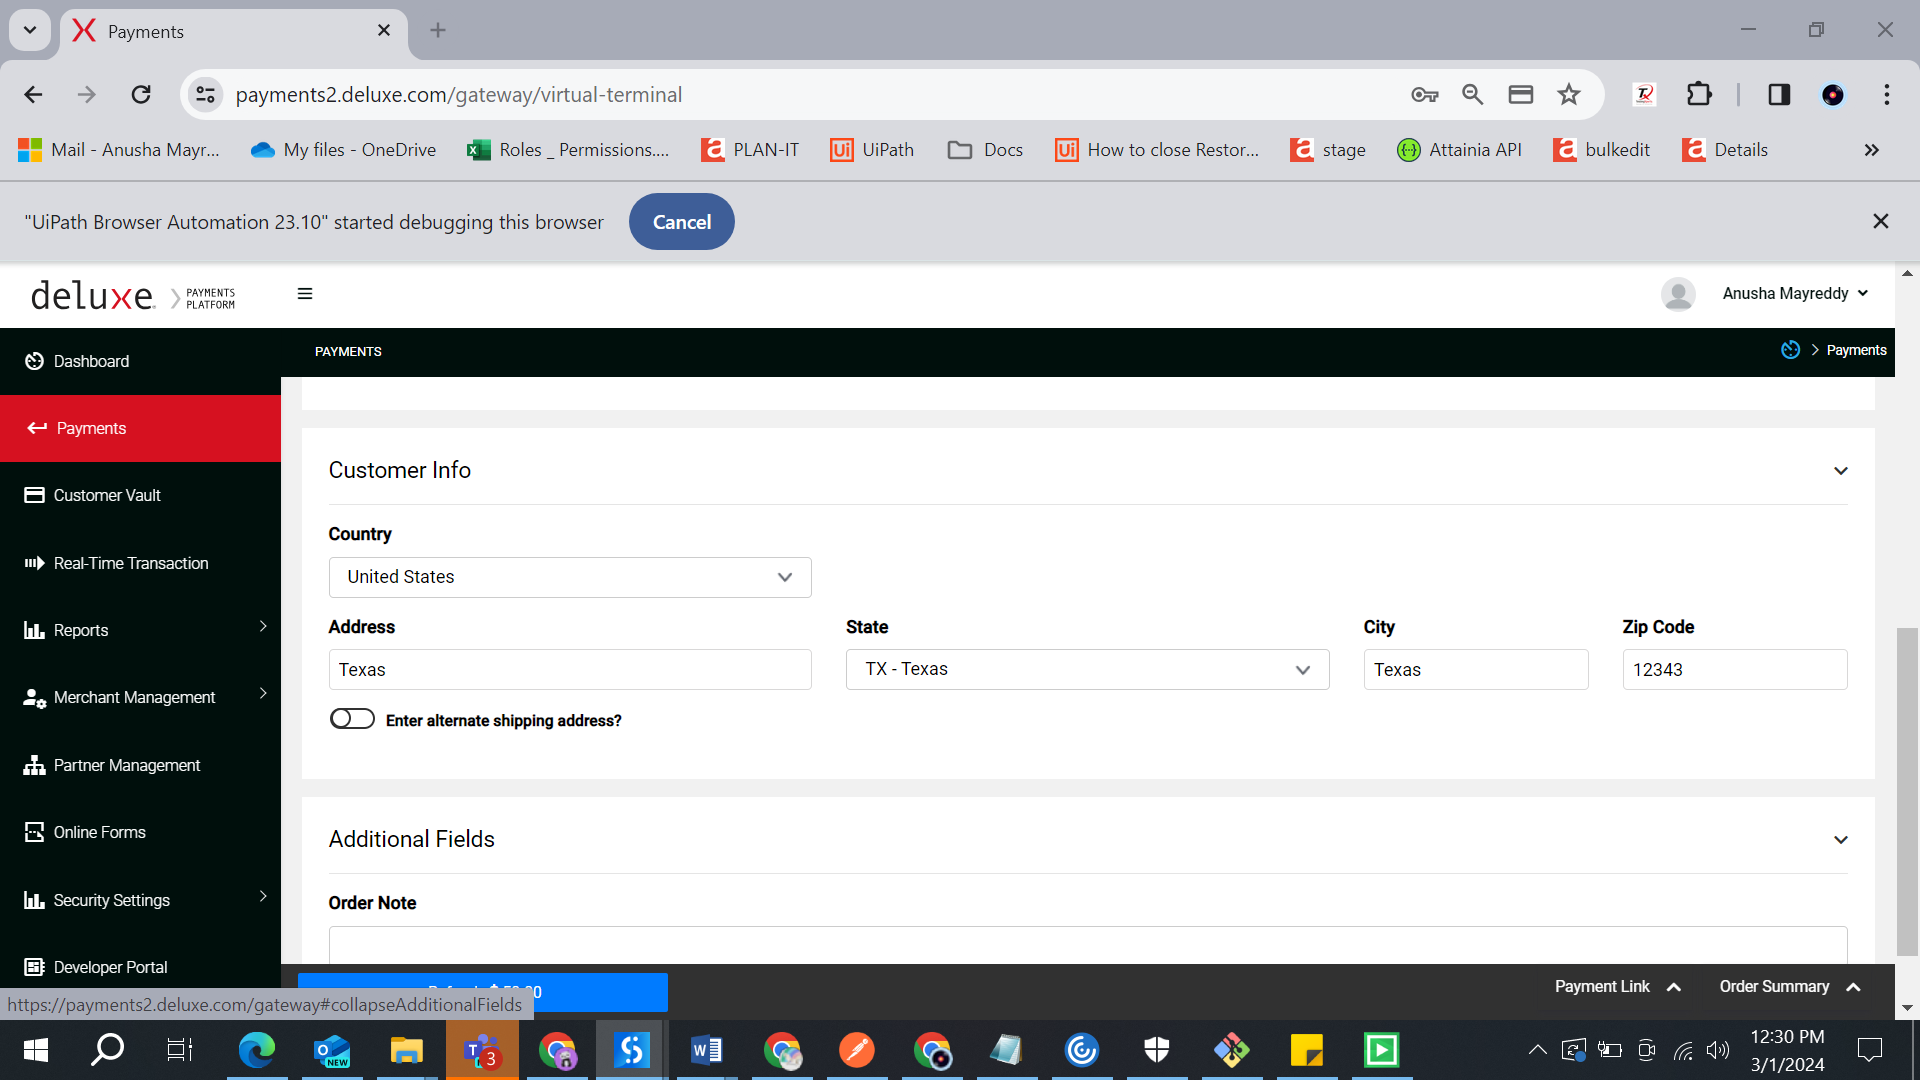 Payments
payments2.deluxe.com/gateway/virtual-terminal
Mail - Anusha Mayr... My files - OneDrive Roles _ Permissions.... PLAN-IT UiPath Docs How to close Restor... stage Attainia API bulkedit Details
"UiPath Browser Automation 23.10" started debugging this browser Cancel
deluxe. PAYMENTS PLATFORM
Anusha Mayreddy
PAYMENTS
Payments
Dashboard
Payments
Customer Vault
Real-Time Transaction
Reports
Merchant Management
Partner Management
Online Forms
Security Settings
Developer Portal
Customer Info
Country
United States
Address State City Zip Code
Texas TX - Texas Texas 12343
Enter alternate shipping address?
Additional Fields
Order Note
Payment Link Order Summary
https://payments2.deluxe.com/gateway#collapseAdditionalFields
NEW
3
12:30 PM
3/1/2024